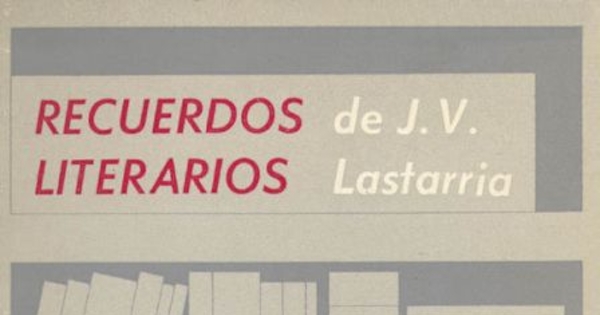 RECUERDOS de J. V.
LITERARIOS Lastarria